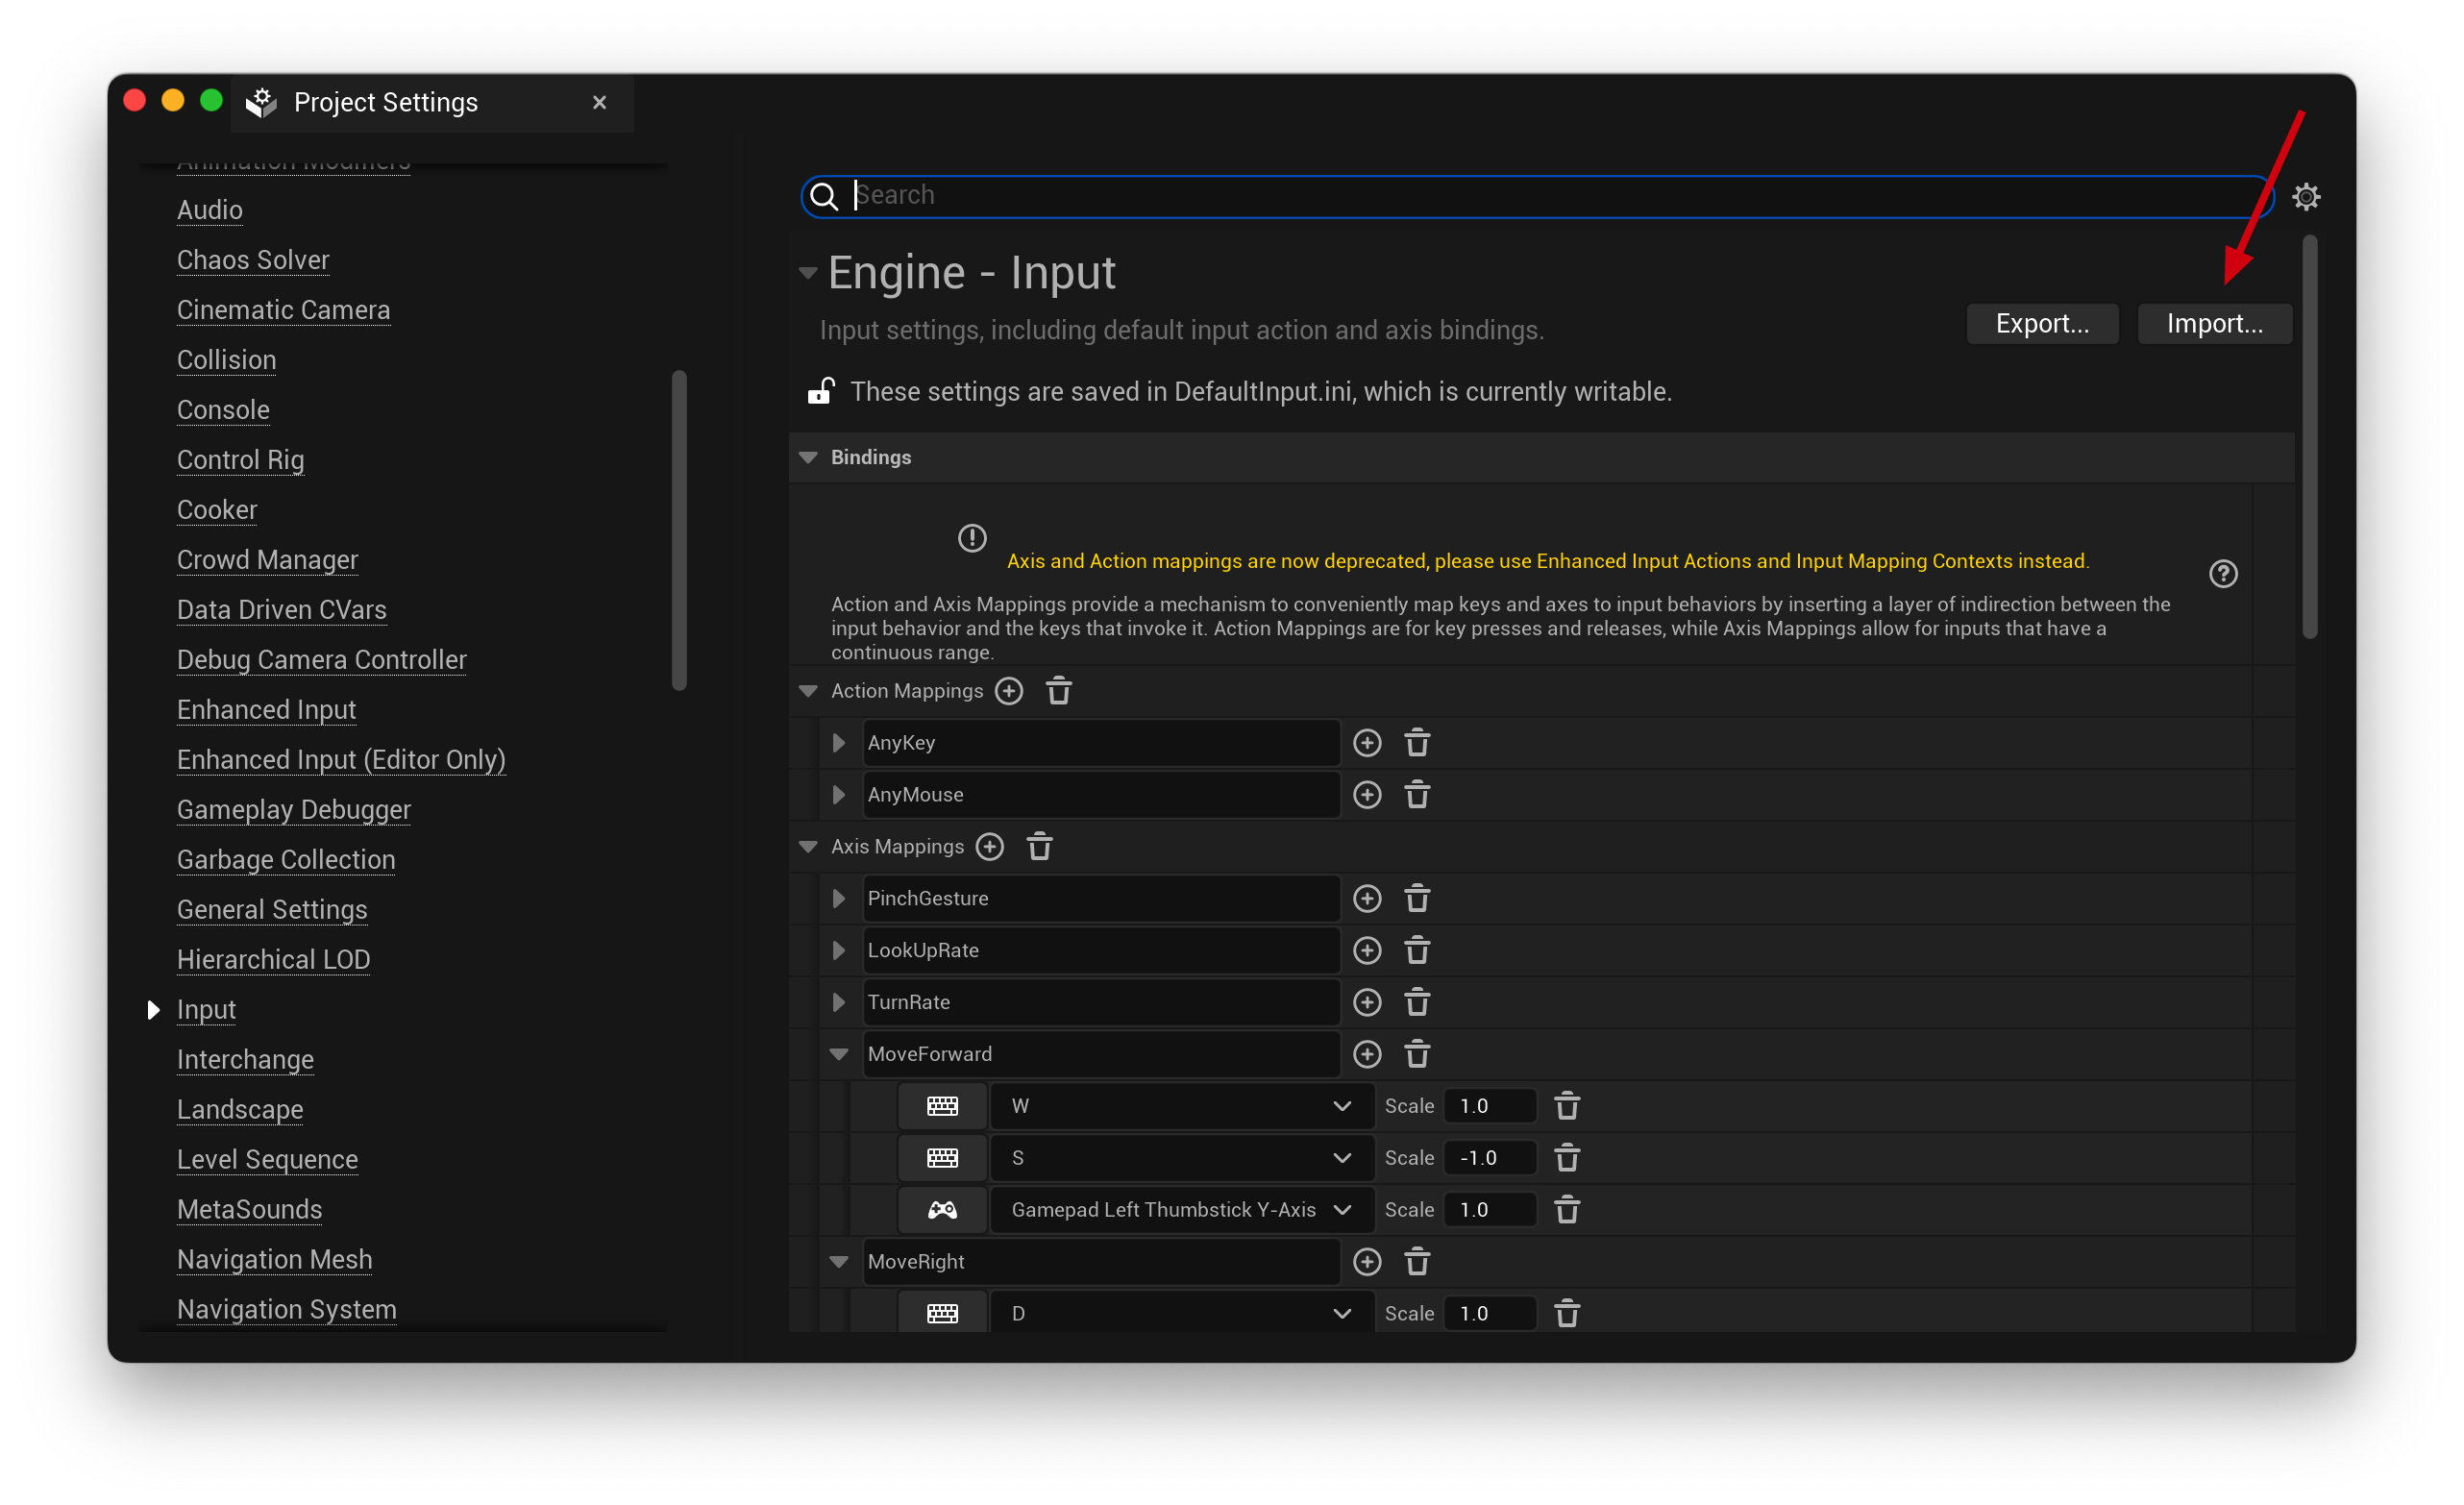 Project Settings
Animation Modifiers
Audio
Chaos Solver
Cinematic Camera
Collision
Console
Control Rig
Cooker
Crowd Manager
Data Driven CVars
Debug Camera Controller
Enhanced Input
Enhanced Input (Editor Only)
Gameplay Debugger
Garbage Collection
General Settings
Hierarchical LOD
Input
Interchange
Landscape
Level Sequence
MetaSounds
Navigation Mesh
Navigation System
Search
Engine - Input
Input settings, including default input action and axis bindings.
Export...
Import...
These settings are saved in DefaultInput.ini, which is currently writable.
Bindings
Axis and Action mappings are now deprecated, please use Enhanced Input Actions and Input Mapping Contexts instead.
Action and Axis Mappings provide a mechanism to conveniently map keys and axes to input behaviors by inserting a layer of indirection between the
input behavior and the keys that invoke it. Action Mappings are for key presses and releases, while Axis Mappings allow for inputs that have a
continuous range.
Action Mappings
AnyKey
AnyMouse
Axis Mappings
PinchGesture
LookUpRate
TurnRate
MoveForward
W Scale 1.0
S Scale -1.0
Gamepad Left Thumbstick Y-Axis Scale 1.0
MoveRight
D Scale 1.0